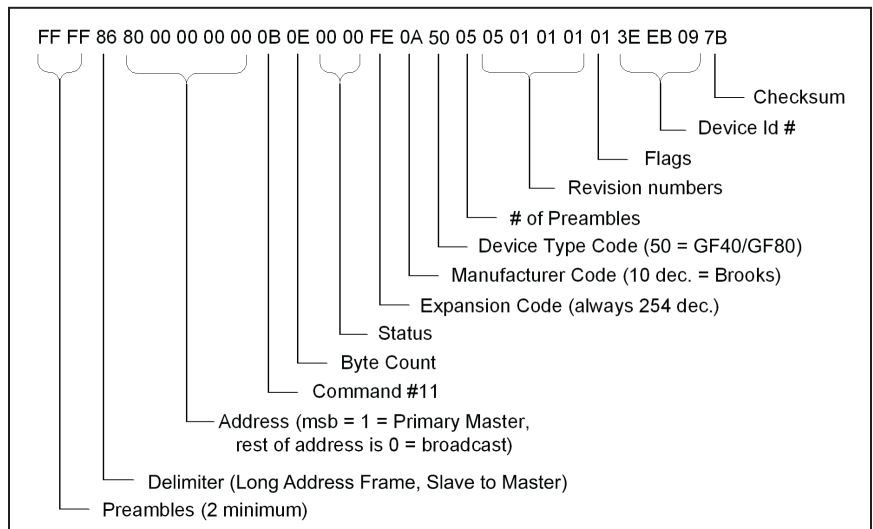 FF FF 86 80 00 00 00 00 0B 0E 00 00 FE 0A 50 05 05 01 01 01 01 3E EB 09 7B
Checksum
Device Id #
Flags
Revision numbers
# of Preambles
Device Type Code (50 = GF40/GF80)
Manufacturer Code (10 dec. = Brooks)
Expansion Code (always 254 dec.)
Status
Byte Count
Command #11
Address (msb = 1 = Primary Master,
rest of address is 0 = broadcast)
Delimiter (Long Address Frame, Slave to Master)
Preambles (2 minimum)